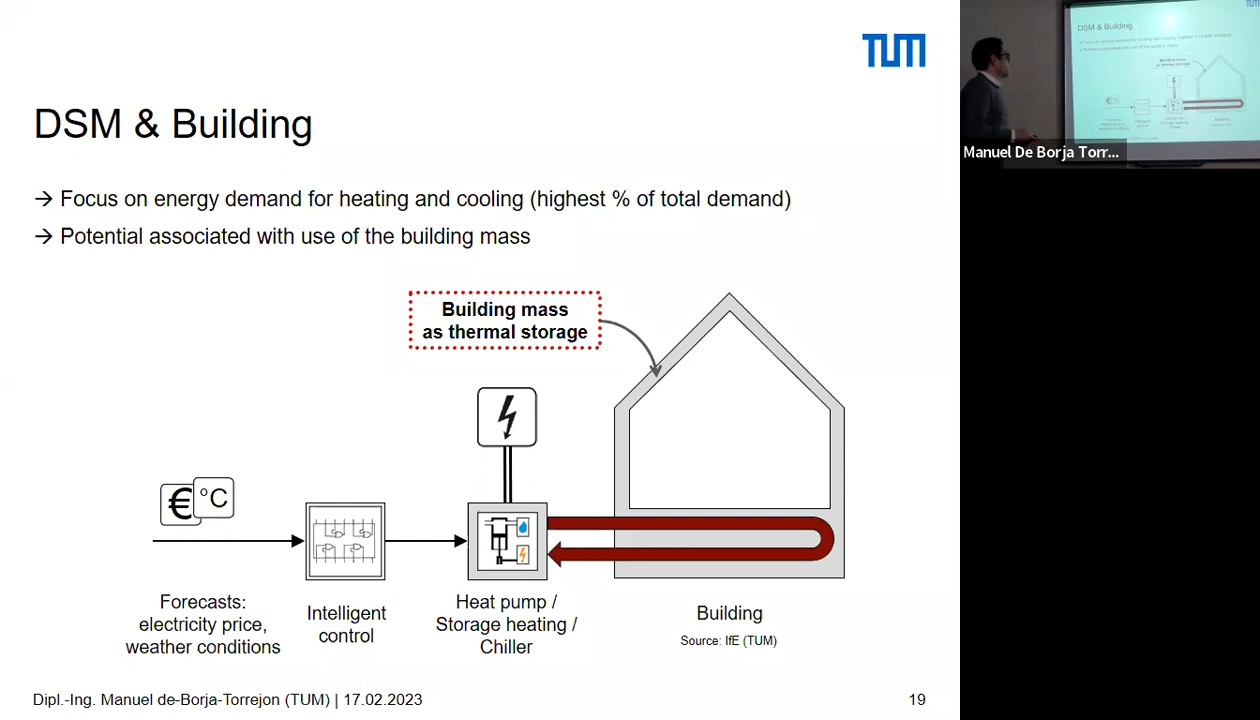 TUM
DSM & Building
→ Focus on energy demand for heating and cooling (highest % of total demand)
→ Potential associated with use of the building mass
Building mass
as thermal storage
€ °C
Forecasts:
electricity price,
weather conditions
Intelligent
control
Heat pump /
Storage heating /
Chiller
Building
Source: IfE (TUM)
Dipl.-Ing. Manuel de-Borja-Torrejon (TUM) | 17.02.2023
19
DSM & Building
Manuel De Borja Torr...